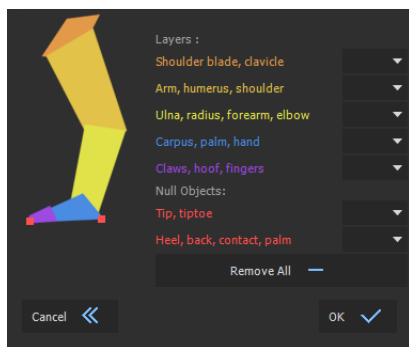 Layers :
Shoulder blade, clavicle
Arm, humerus, shoulder
Ulna, radius, forearm, elbow
Carpus, palm, hand
Claws, hoof, fingers
Null Objects:
Tip, tiptoe
Heel, back, contact, palm
Remove All
Cancel
OK